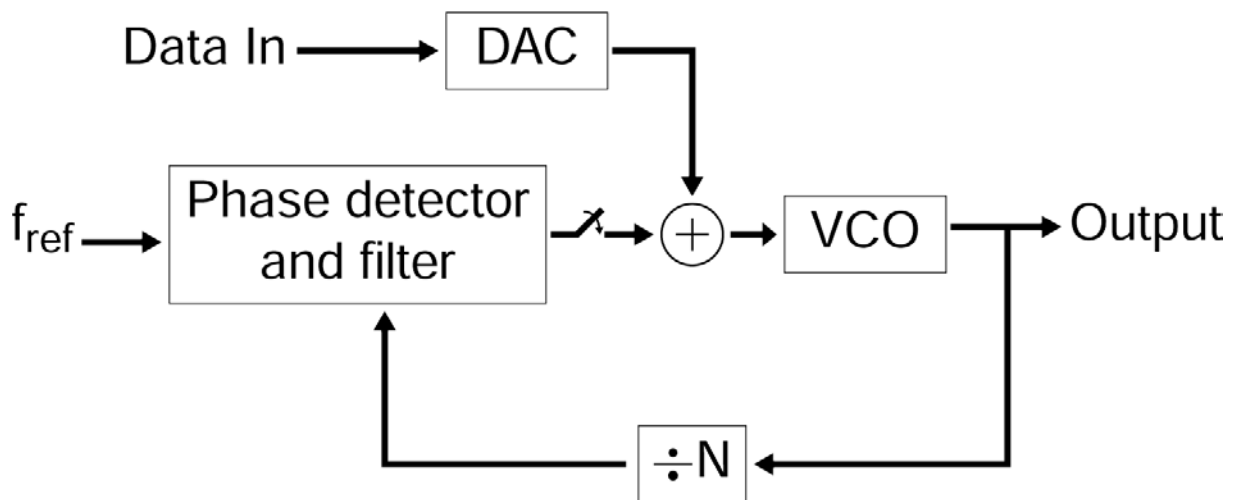 Data In
DAC
Phase detector
and filter
f_ref
+
VCO
Output
÷N